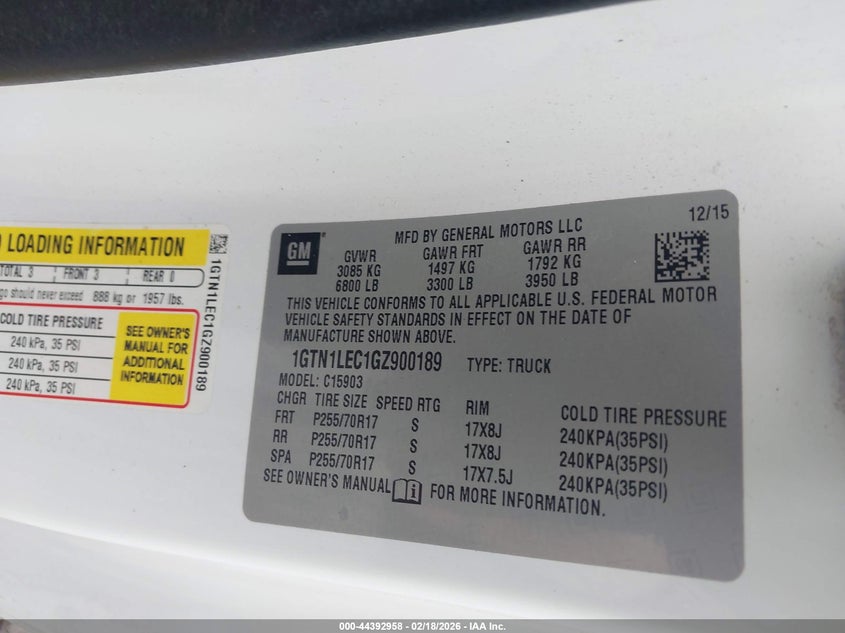 LOADING INFORMATION
TOTAL 3 FRONT 3 REAR 0
should never exceed 888 kg or 1957 lbs.
COLD TIRE PRESSURE
240 kPa, 35 PSI
240 kPa, 35 PSI
240 kPa, 35 PSI
SEE OWNER'S
MANUAL FOR
ADDITIONAL
INFORMATION
1GTN1LEC1GZ900189
GM
MFD BY GENERAL MOTORS LLC
12/15
GVWR GAWR FRT GAWR RR
3085 KG 1497 KG 1792 KG
6800 LB 3300 LB 3950 LB
THIS VEHICLE CONFORMS TO ALL APPLICABLE U.S. FEDERAL MOTOR
VEHICLE SAFETY STANDARDS IN EFFECT ON THE DATE OF
MANUFACTURE SHOWN ABOVE.
1GTN1LEC1GZ900189 TYPE: TRUCK
MODEL: C15903
CHGR TIRE SIZE SPEED RTG RIM COLD TIRE PRESSURE
FRT P255/70R17 S 17X8J 240KPA(35PSI)
RR P255/70R17 S 17X8J 240KPA(35PSI)
SPA P255/70R17 S 17X7.5J 240KPA(35PSI)
SEE OWNER'S MANUAL FOR MORE INFORMATION.
000-44392958 - 02/18/2026 - IAA Inc.